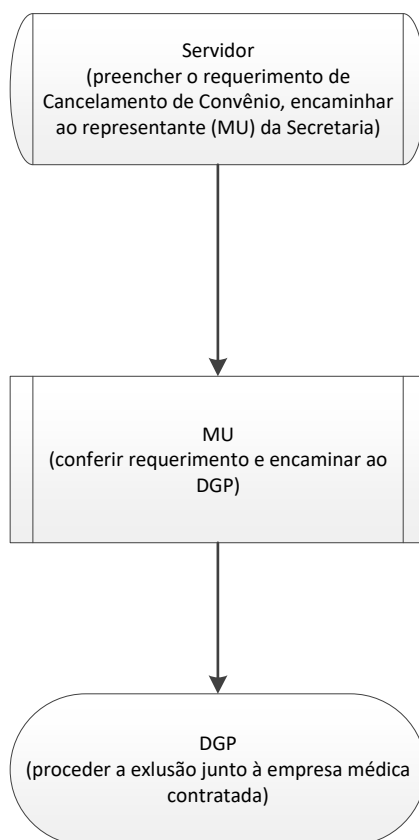 Servidor
(preencher o requerimento de
Cancelamento de Convênio, encaminhar
ao representante (MU) da Secretaria)
MU
(conferir requerimento e encaminar ao
DGP)
DGP
(proceder a exlusão junto à empresa médica
contratada)